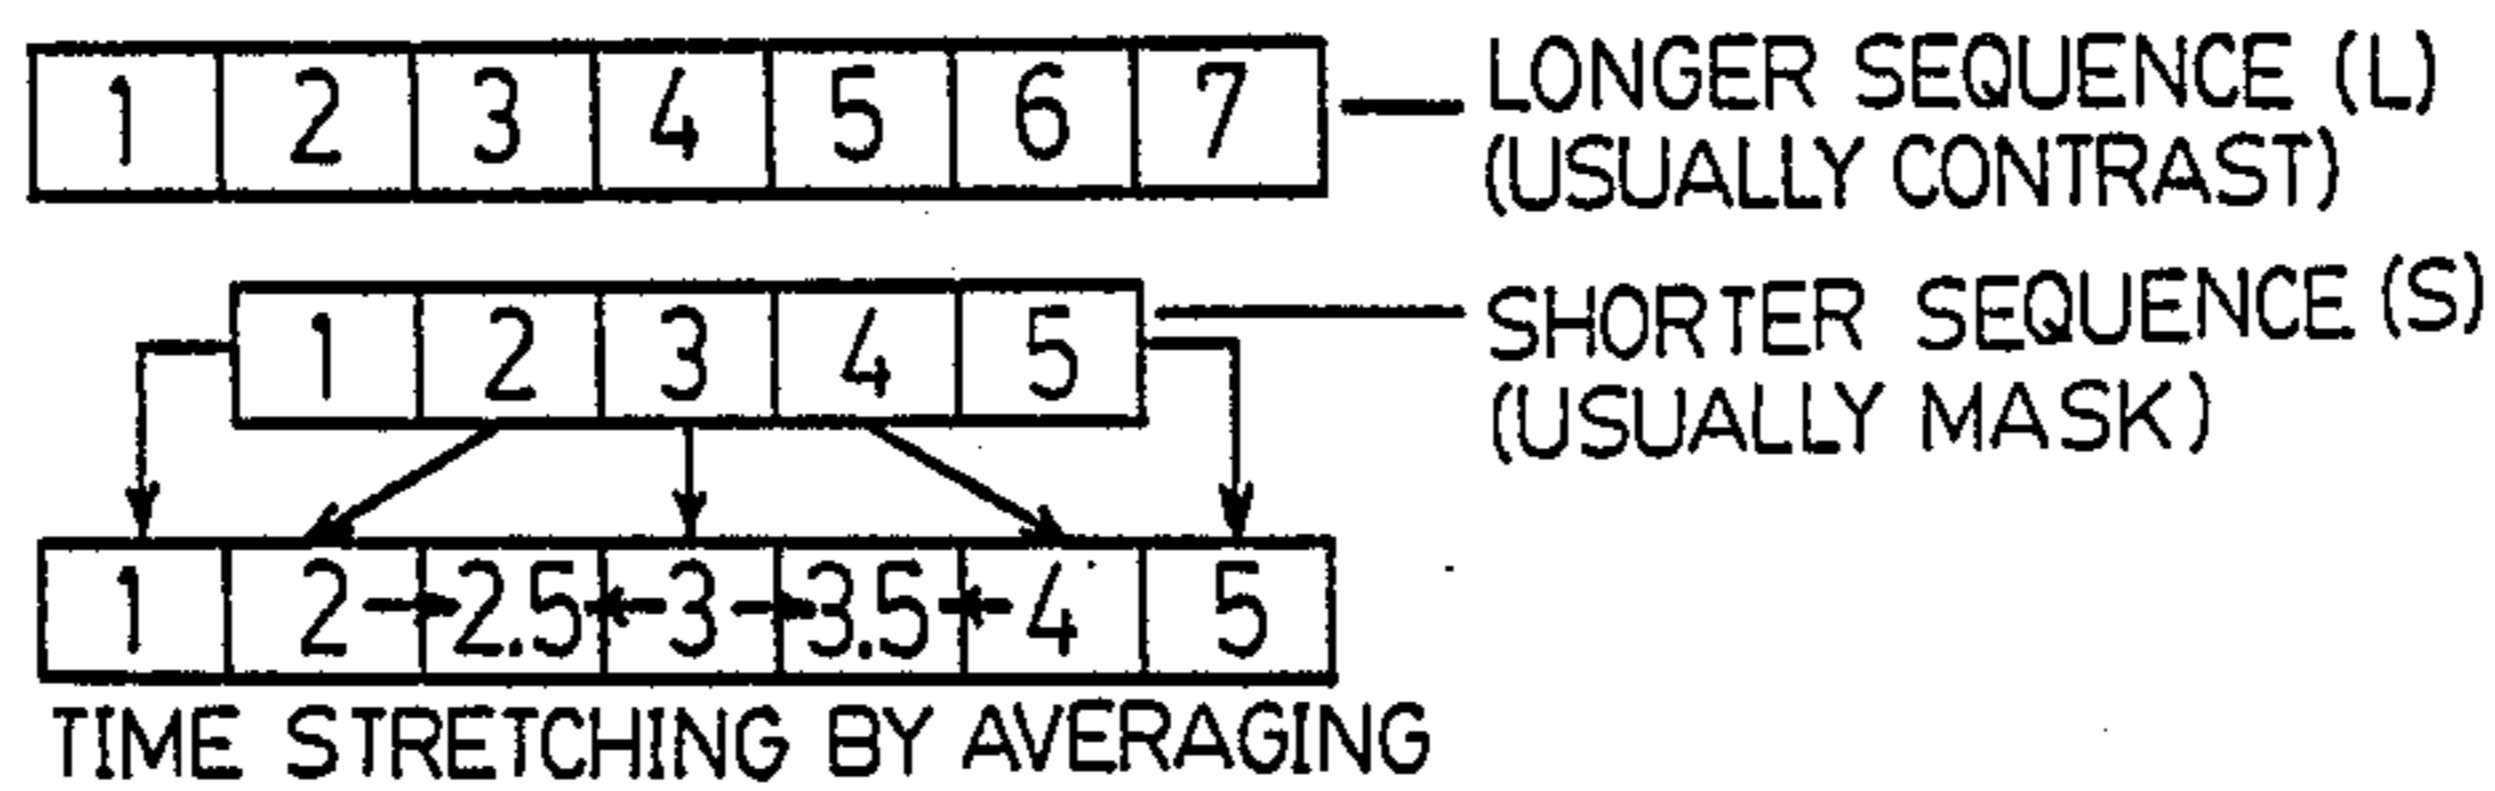 1 2 3 4 5 6 7
LONGER SEQUENCE (L)
(USUALLY CONTRAST)
1 2 3 4 5
SHORTER SEQUENCE (S)
(USUALLY MASK)
1 2 2.5 3 3.5 4 5
TIME STRETCHING BY AVERAGING